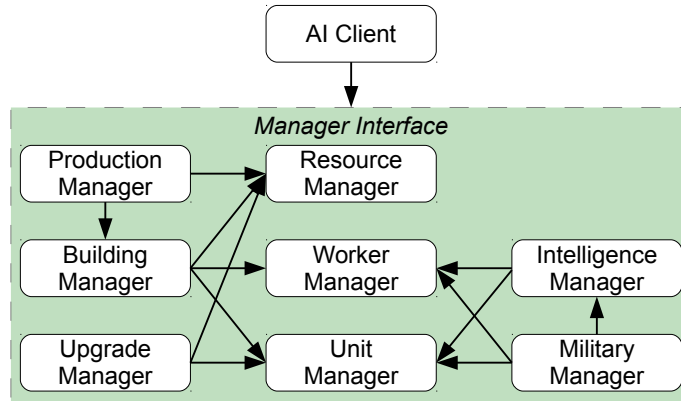 AI Client
Manager Interface
Production
Manager
Resource
Manager
Building
Manager
Worker
Manager
Intelligence
Manager
Upgrade
Manager
Unit
Manager
Military
Manager